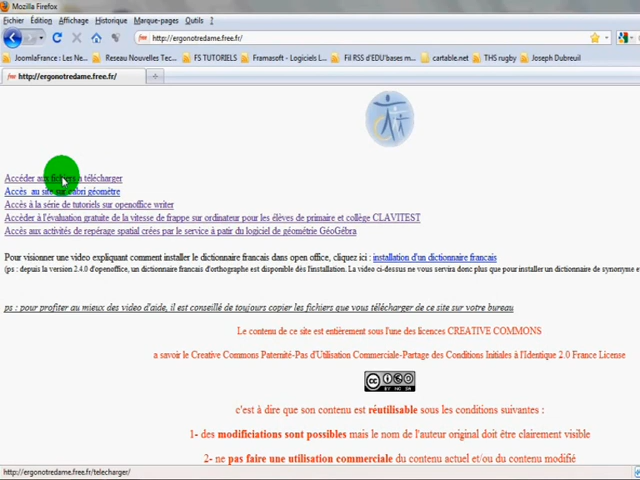 Mozilla Firefox
Fichier Édition Affichage Historique Marque-pages Outils ?
http://ergonotredame.free.fr/
JoomlaFrance : Les Ne... Reseau Nouvelles Tec... FS TUTORIELS Framasoft - Logiciels L... Fil RSS d'EDU'bases m... cartable.net THS rugby Joseph Dubreuil
http://ergonotredame.free.fr/
Accéder aux fichiers à télécharger
Accès au site sur cabri géomètre
Accès à la série de tutoriels sur openoffice writer
Accéder à l'évaluation gratuite de la vitesse de frappe sur ordinateur pour les élèves de primaire et collège CLAVITEST
Accès aux activités de repérage spatial crées par le service à patir du logiciel de géométrie GéoGébra
Pour visionner une video expliquant comment installer le dictionnaire francais dans open office, cliquez ici : installation d'un dictionnaire francais
(ps : depuis la version 2.4.0 d'openoffice, un dictionnaire francais d'orthographe est disponible dès l'installation. La video ci-dessus ne vous servira donc plus que pour installer un dictionnaire de synonyme e
ps : pour profiter au mieux des video d'aide, il est conseillé de toujours copier les fichiers que vous télécharger de ce site sur votre bureau
Le contenu de ce site est entièrement sous l'une des licences CREATIVE COMMONS
a savoir le Creative Commons Paternité-Pas d'Utilisation Commerciale-Partage des Conditions Initiales à l'Identique 2.0 France License
cc BY NC SA
c'est à dire que son contenu est réutilisable sous les conditions suivantes :
1- des modificiations sont possibles mais le nom de l'auteur original doit être clairement visible
2- ne pas faire une utilisation commerciale du contenu actuel et/ou du contenu modifié
http://ergonotredame.free.fr/telecharger/